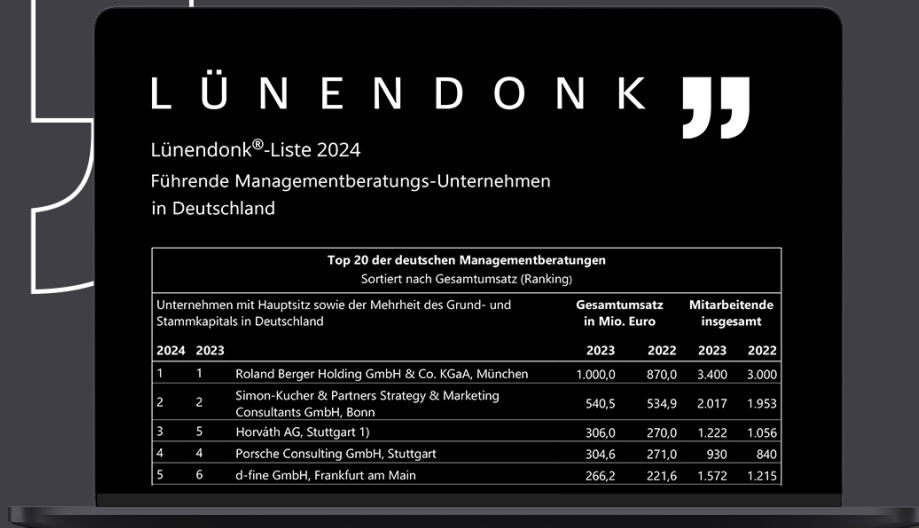 LÜNENDONK
Lünendonk®-Liste 2024
Führende Managementberatungs-Unternehmen
in Deutschland
Top 20 der deutschen Managementberatungen
Sortiert nach Gesamtumsatz (Ranking)
Unternehmen mit Hauptsitz sowie der Mehrheit des Grund- und Gesamtumsatz Mitarbeitende
Stammkapitals in Deutschland in Mio. Euro insgesamt
2024 2023 2023 2022 2023 2022
1 1 Roland Berger Holding GmbH & Co. KGaA, München 1.000,0 870,0 3.400 3.000
2 2 Simon-Kucher & Partners Strategy & Marketing
Consultants GmbH, Bonn 540,5 534,9 2.017 1.953
3 5 Horváth AG, Stuttgart 1) 306,0 270,0 1.222 1.056
4 4 Porsche Consulting GmbH, Stuttgart 304,6 271,0 930 840
5 6 d-fine GmbH, Frankfurt am Main 266,2 221,6 1.572 1.215